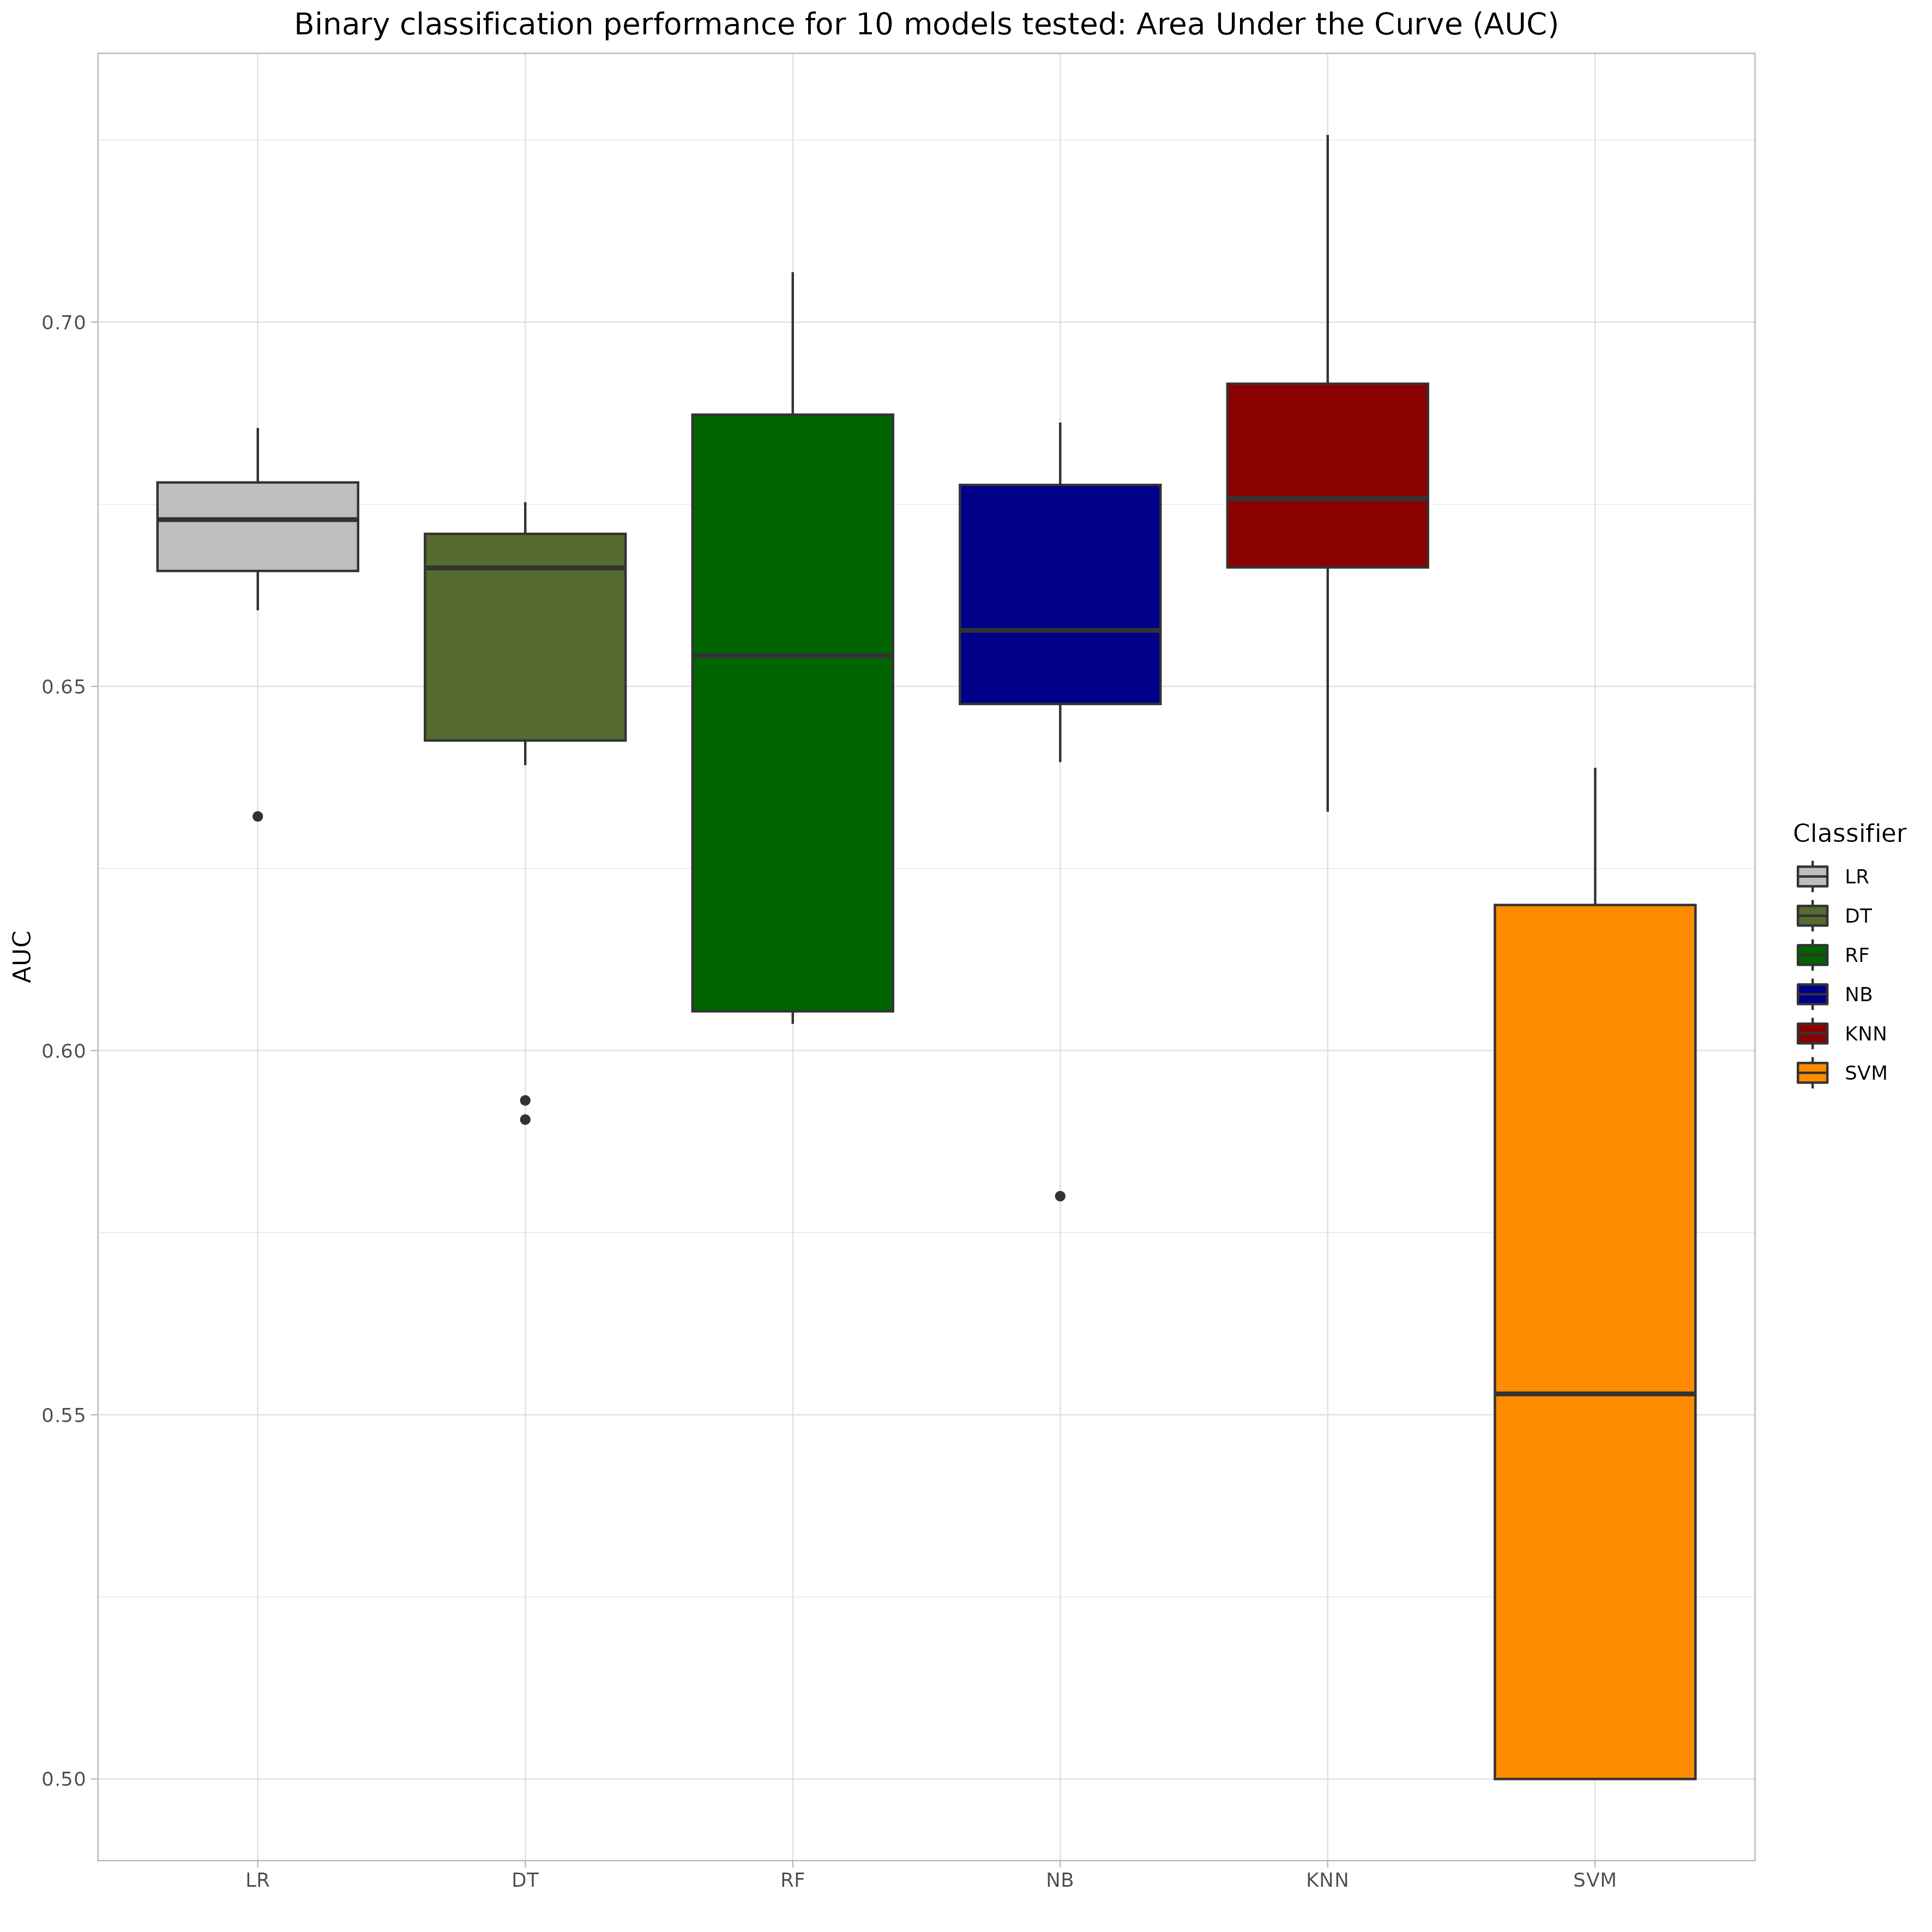 Binary classification performance for 10 models tested: Area Under the Curve (AUC)
AUC
0.70
0.65
0.60
0.55
0.50
LR
DT
RF
NB
KNN
SVM
Classifier
LR
DT
RF
NB
KNN
SVM